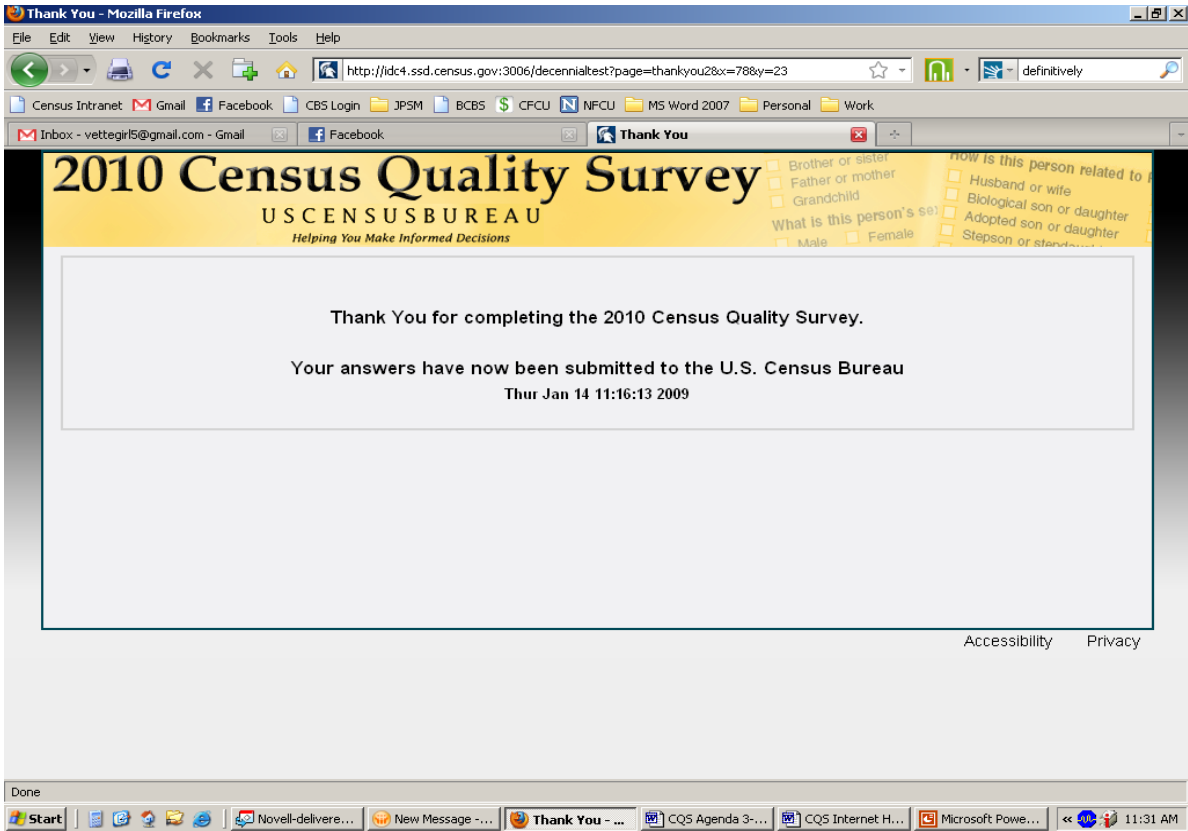 Thank You - Mozilla Firefox
File Edit View History Bookmarks Tools Help
http://idc4.ssd.census.gov:3006/decennialtest?page=thankyou2&x=78&y=23 definitively
Census Intranet Gmail Facebook CBS Login JPSM BCBS CFCU NFCU MS Word 2007 Personal Work
Inbox - vettegirl5@gmail.com - Gmail Facebook Thank You
2010 Census Quality Survey
USCENSUSBUREAU
Helping You Make Informed Decisions
Brother or sister
Father or mother
Grandchild
What is this person's sex
Male Female
How is this person related to P
Husband or wife
Biological son or daughter
Adopted son or daughter
Stepson or stepdaughter
Thank You for completing the 2010 Census Quality Survey.
Your answers have now been submitted to the U.S. Census Bureau
Thur Jan 14 11:16:13 2009
Accessibility Privacy
Done
Start Novell-delivere... New Message -... Thank You - ... CQS Agenda 3-... CQS Internet H... Microsoft Powe... « 11:31 AM